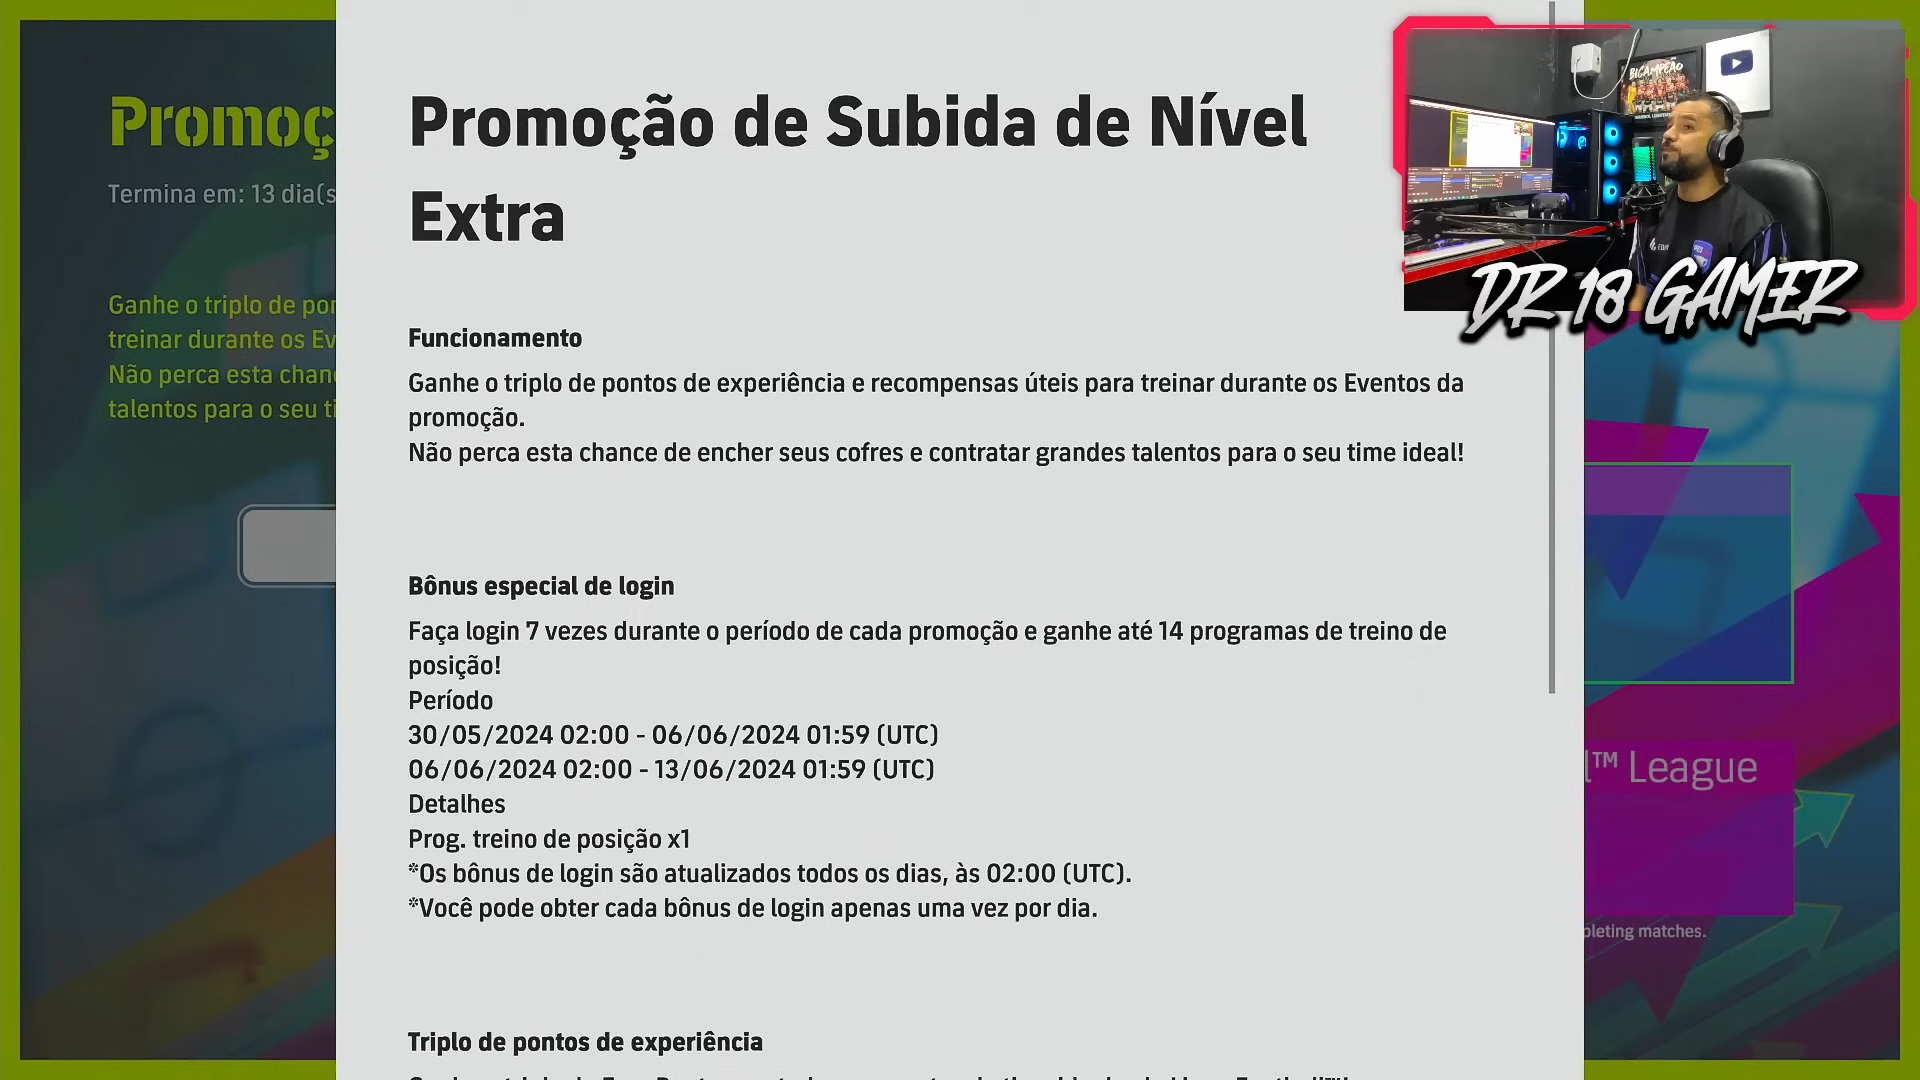 Promoç
Termina em: 13 dia(s
Ganhe o triplo de por
treinar durante os Ev
Não perca esta chanc
talentos para o seu ti
Promoção de Subida de Nível
Extra
Funcionamento
Ganhe o triplo de pontos de experiência e recompensas úteis para treinar durante os Eventos da
promoção.
Não perca esta chance de encher seus cofres e contratar grandes talentos para o seu time ideal!
Bônus especial de login
Faça login 7 vezes durante o período de cada promoção e ganhe até 14 programas de treino de
posição!
Período
30/05/2024 02:00 - 06/06/2024 01:59 (UTC)
06/06/2024 02:00 - 13/06/2024 01:59 (UTC)
Detalhes
Prog. treino de posição x1
*Os bônus de login são atualizados todos os dias, às 02:00 (UTC).
*Você pode obter cada bônus de login apenas uma vez por dia.
Triplo de pontos de experiência
BICAMPEÃO
DR 18 GAMER
l™ League
pleting matches.